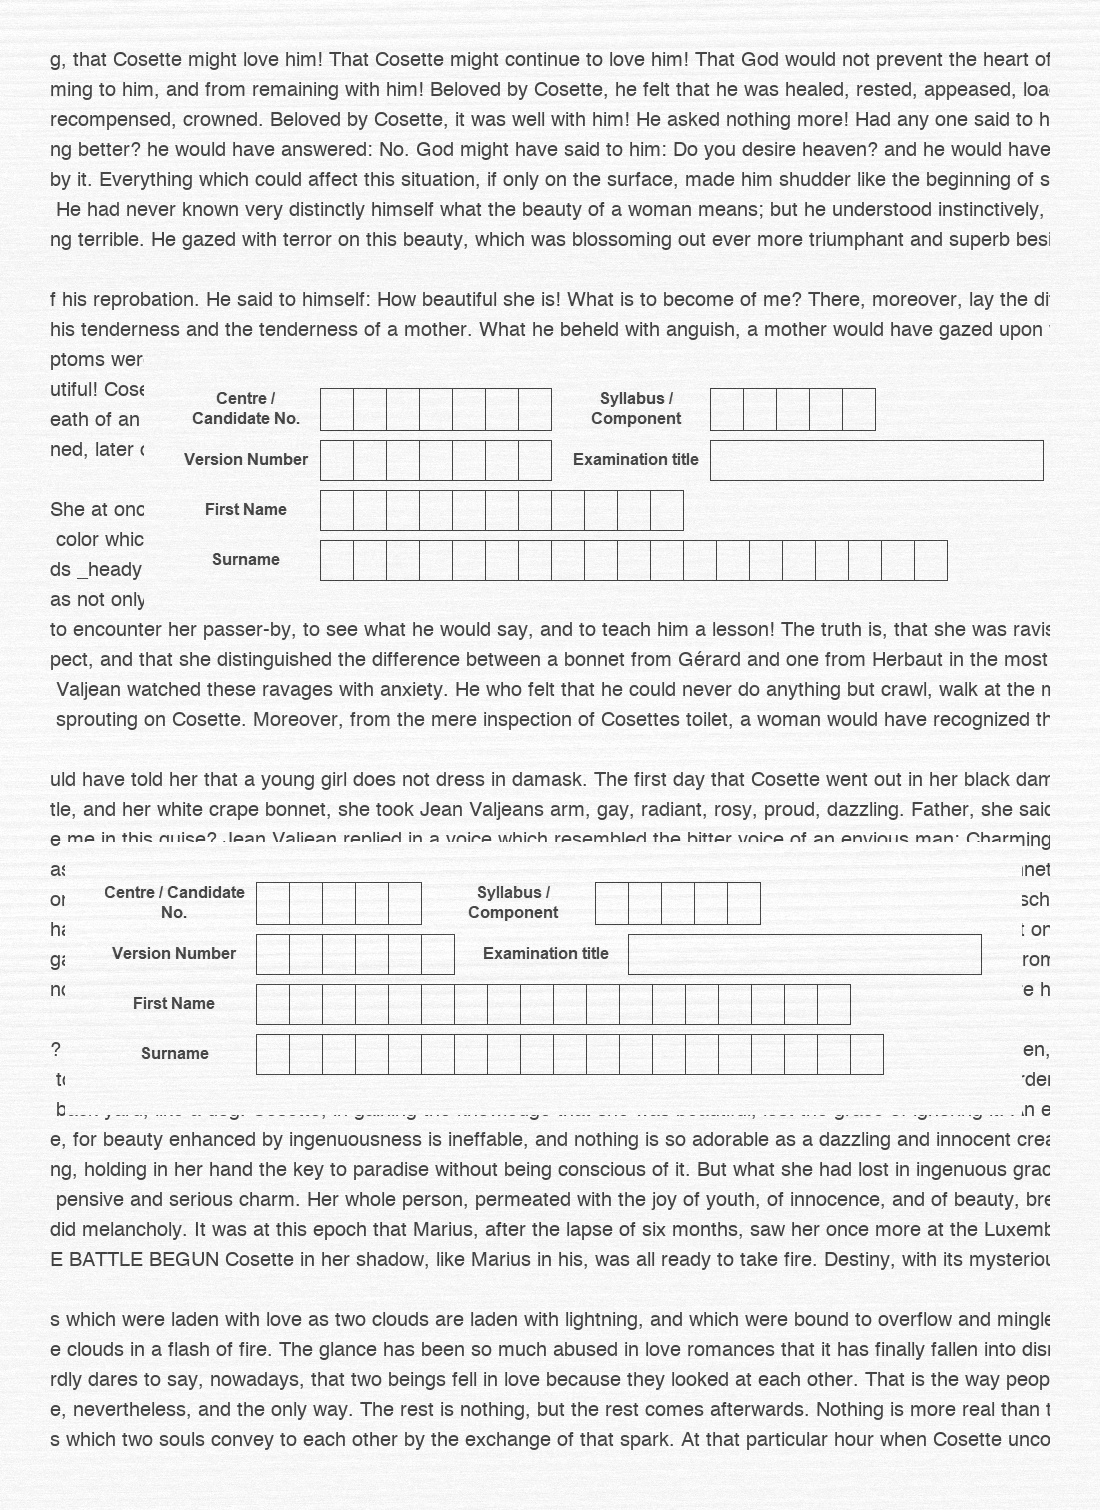 g, that Cosette might love him! That Cosette might continue to love him! That God would not prevent the heart of
ming to him, and from remaining with him! Beloved by Cosette, he felt that he was healed, rested, appeased, loa
recompensed, crowned. Beloved by Cosette, it was well with him! He asked nothing more! Had any one said to h
ng better? he would have answered: No. God might have said to him: Do you desire heaven? and he would have
by it. Everything which could affect this situation, if only on the surface, made him shudder like the beginning of s
He had never known very distinctly himself what the beauty of a woman means; but he understood instinctively,
ng terrible. He gazed with terror on this beauty, which was blossoming out ever more triumphant and superb besi
f his reprobation. He said to himself: How beautiful she is! What is to become of me? There, moreover, lay the di
his tenderness and the tenderness of a mother. What he beheld with anguish, a mother would have gazed upon
ptoms wer
utiful! Cose
eath of an
ned, later
Centre / Candidate No.
Syllabus / Component
Version Number
Examination title
She at onc
First Name
color whic
Surname
ds _heady
as not only
to encounter her passer-by, to see what he would say, and to teach him a lesson! The truth is, that she was ravis
pect, and that she distinguished the difference between a bonnet from Gérard and one from Herbaut in the most
Valjean watched these ravages with anxiety. He who felt that he could never do anything but crawl, walk at the m
sprouting on Cosette. Moreover, from the mere inspection of Cosettes toilet, a woman would have recognized th
uld have told her that a young girl does not dress in damask. The first day that Cosette went out in her black dam
tle, and her white crape bonnet, she took Jean Valjeans arm, gay, radiant, rosy, proud, dazzling. Father, she said
e me in this guise? Jean Valjean replied in a voice which resembled the bitter voice of an envious man: Charming
Centre / Candidate No.
Syllabus / Component
Version Number
Examination title
First Name
Surname
as
nnet
or
sch
ha
t on
ga
rom
no
e h
?
en,
to
rder
e, for beauty enhanced by ingenuousness is ineffable, and nothing is so adorable as a dazzling and innocent crea
ng, holding in her hand the key to paradise without being conscious of it. But what she had lost in ingenuous grac
pensive and serious charm. Her whole person, permeated with the joy of youth, of innocence, and of beauty, bre
did melancholy. It was at this epoch that Marius, after the lapse of six months, saw her once more at the Luxemb
E BATTLE BEGUN Cosette in her shadow, like Marius in his, was all ready to take fire. Destiny, with its mysteriou
s which were laden with love as two clouds are laden with lightning, and which were bound to overflow and mingle
e clouds in a flash of fire. The glance has been so much abused in love romances that it has finally fallen into disr
rdly dares to say, nowadays, that two beings fell in love because they looked at each other. That is the way peop
e, nevertheless, and the only way. The rest is nothing, but the rest comes afterwards. Nothing is more real than t
s which two souls convey to each other by the exchange of that spark. At that particular hour when Cosette unco